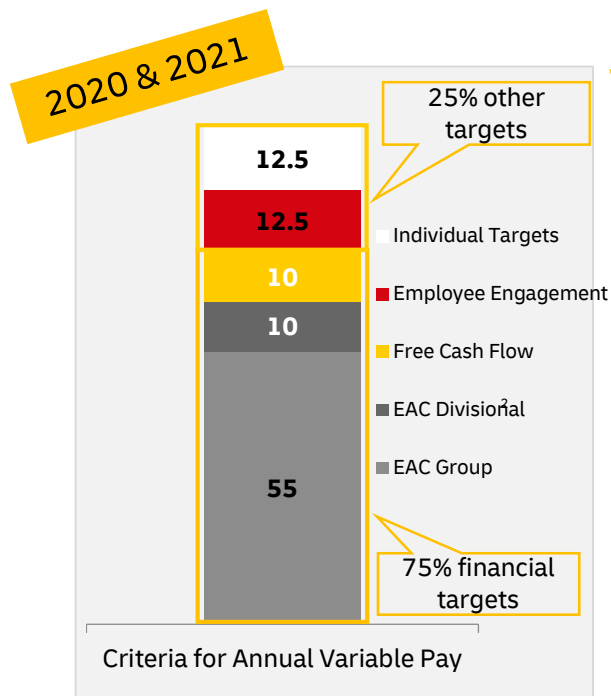 2020 & 2021
25% other
targets
12.5
12.5
10
10
55
Individual Targets
Employee Engagement
Free Cash Flow
EAC Divisional²
EAC Group
75% financial
targets
Criteria for Annual Variable Pay